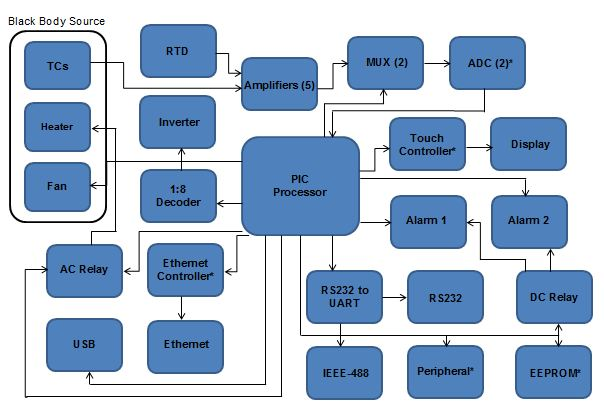 Black Body Source
TCs
RTD
Amplifiers (5)
MUX (2)
ADC (2)*
Heater
Inverter
Touch
Controller*
Display
PIC
Processor
Fan
1:8
Decoder
Alarm 1
Alarm 2
AC Relay
Ethernet
Controller*
RS232 to
UART
RS232
DC Relay
USB
Ethernet
IEEE-488
Peripheral*
EEPROM*